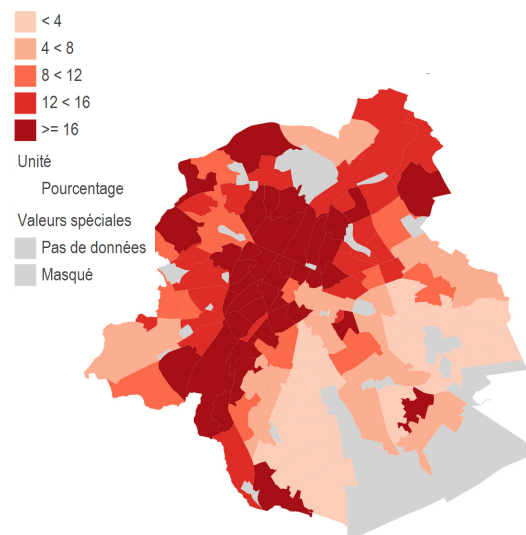 < 4
4 < 8
8 < 12
12 < 16
>= 16
Unité
Pourcentage
Valeurs spéciales
Pas de données
Masqué